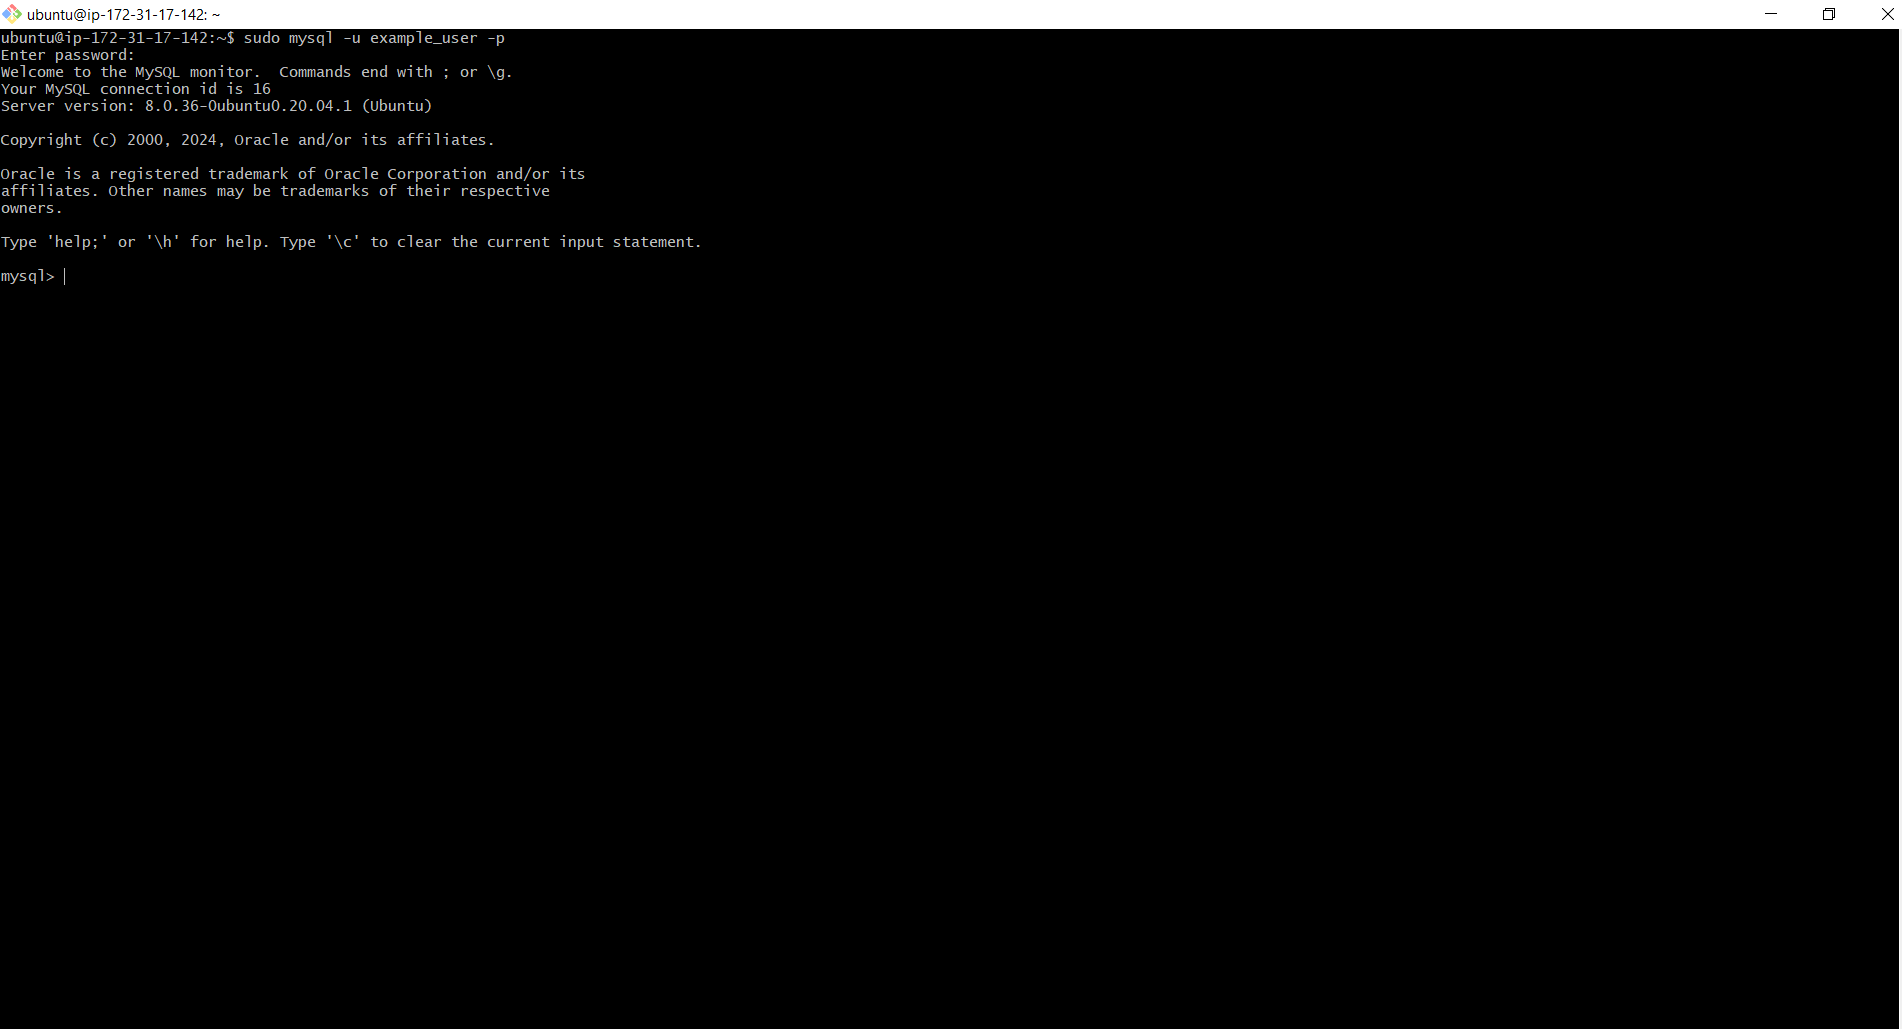 ubuntu@ip-172-31-17-142: ~
ubuntu@ip-172-31-17-142:~$ sudo mysql -u example_user -p
Enter password:
Welcome to the MySQL monitor.  Commands end with ; or \g.
Your MySQL connection id is 16
Server version: 8.0.36-0ubuntu0.20.04.1 (Ubuntu)
Copyright (c) 2000, 2024, Oracle and/or its affiliates.
Oracle is a registered trademark of Oracle Corporation and/or its
affiliates. Other names may be trademarks of their respective
owners.
Type 'help;' or '\h' for help. Type '\c' to clear the current input statement.
mysql>